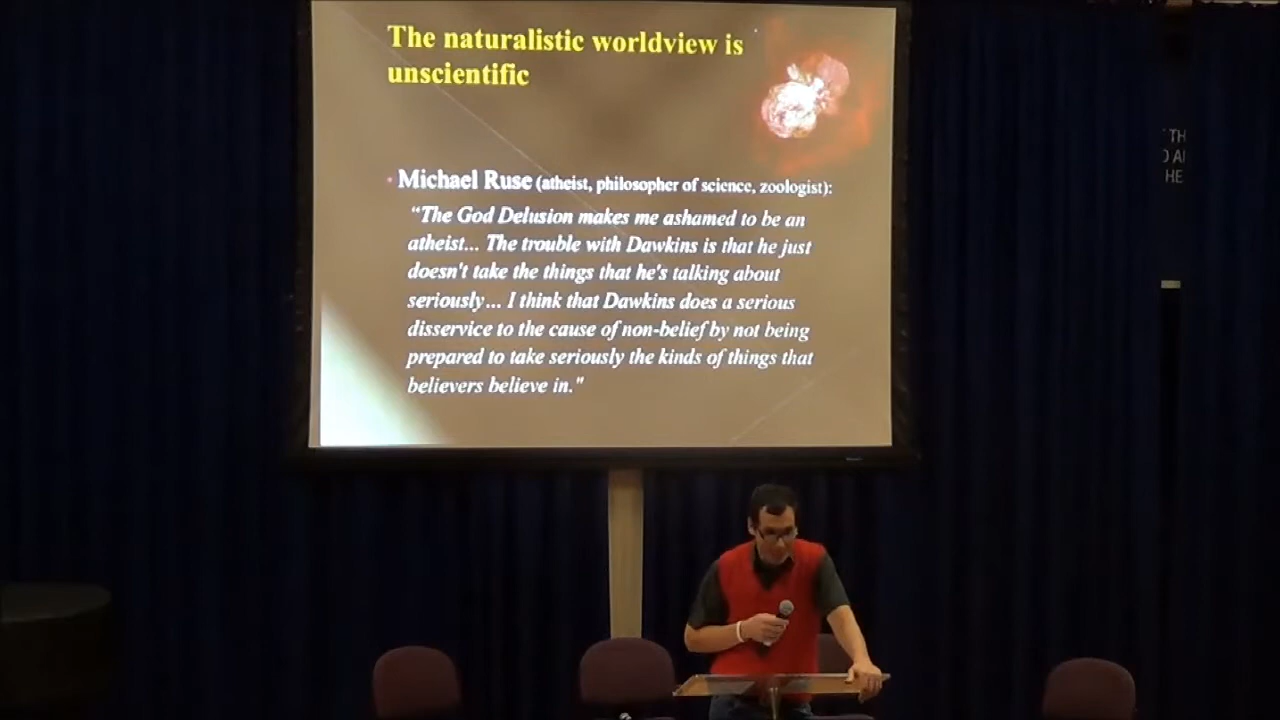 The naturalistic worldview is
unscientific
• Michael Ruse (atheist, philosopher of science, zoologist):
"The God Delusion makes me ashamed to be an
atheist... The trouble with Dawkins is that he just
doesn't take the things that he's talking about
seriously... I think that Dawkins does a serious
disservice to the cause of non-belief by not being
prepared to take seriously the kinds of things that
believers believe in."
TH
HE